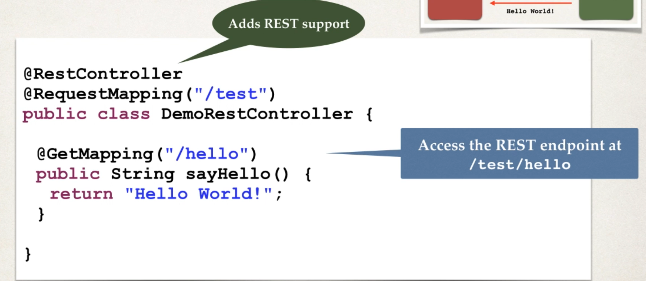 Hello World!
Adds REST support
@RestController
@RequestMapping("/test")
public class DemoRestController {
@GetMapping("/hello")
public String sayHello() {
return "Hello World!";
}
}
Access the REST endpoint at
/test/hello